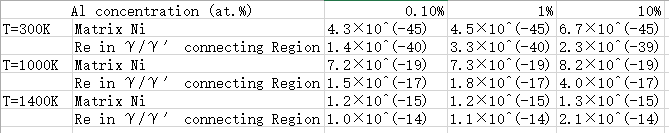 Al concentration (at.%) 0.10% 1% 10%
T=300K Matrix Ni 4.3×10^(-45) 4.5×10^(-45) 6.7×10^(-45)
Re in γ/γ′ connecting Region 1.4×10^(-40) 3.3×10^(-40) 2.3×10^(-39)
T=1000K Matrix Ni 7.2×10^(-19) 7.3×10^(-19) 8.2×10^(-19)
Re in γ/γ′ connecting Region 1.5×10^(-17) 1.8×10^(-17) 4.0×10^(-17)
T=1400K Matrix Ni 1.2×10^(-15) 1.2×10^(-15) 1.3×10^(-15)
Re in γ/γ′ connecting Region 1.0×10^(-14) 1.1×10^(-14) 2.1×10^(-14)